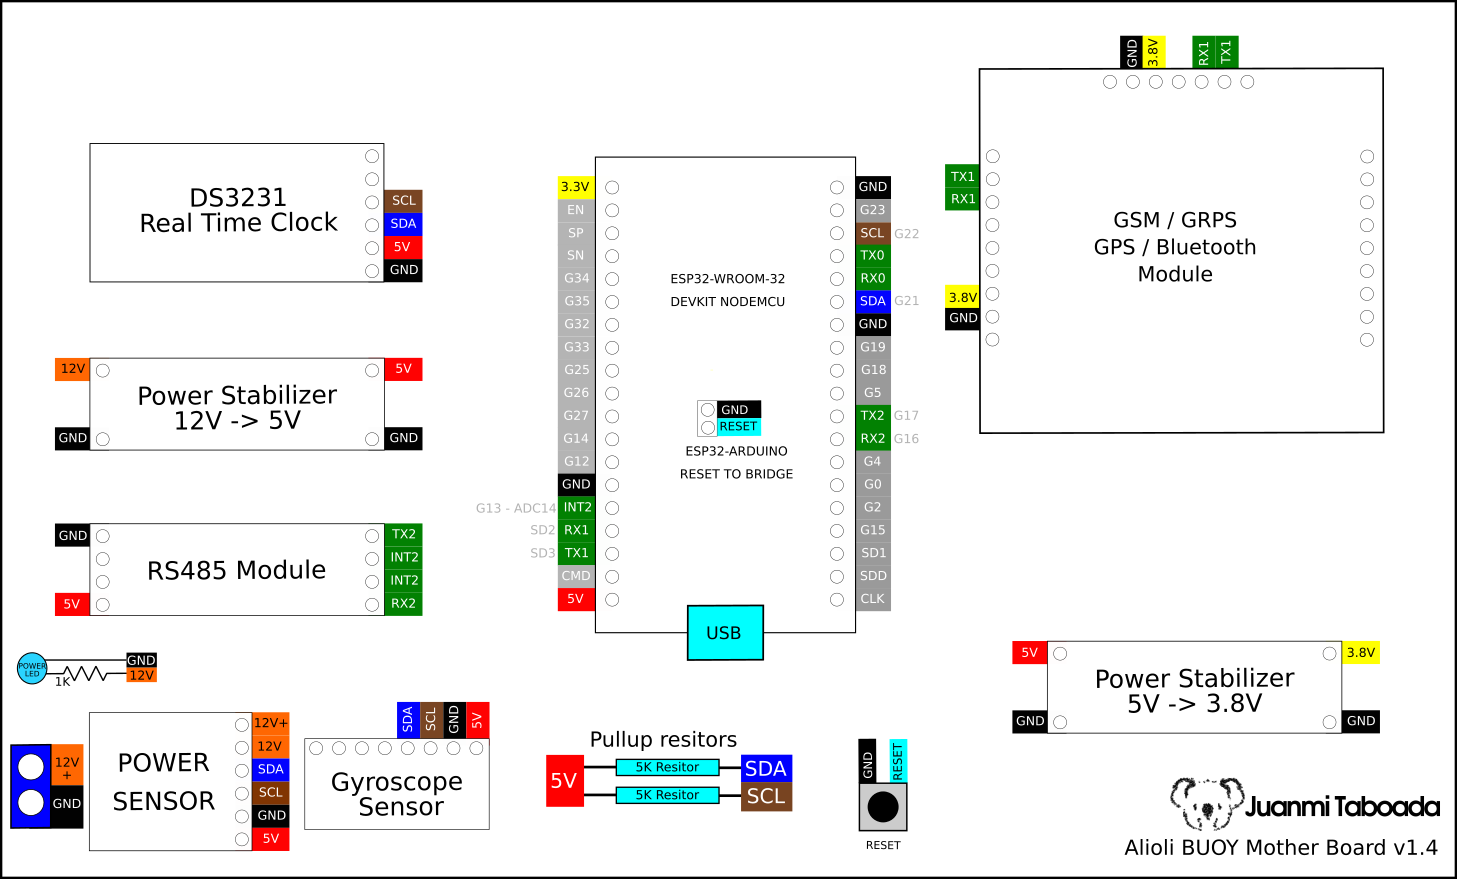 GND
3.8V
RX1
TX1
TX1
RX1
3.8V
GND
GSM / GRPS
GPS / Bluetooth
Module
DS3231
Real Time Clock
SCL
SDA
5V
GND
12V
GND
Power Stabilizer
12V -> 5V
5V
GND
GND
5V
RS485 Module
TX2
INT2
INT2
RX2
POWER
LED
1K
GND
12V
12V
+
GND
POWER
SENSOR
12V+
12V
SDA
SCL
GND
5V
SDA
SCL
GND
5V
Gyroscope
Sensor
3.3V
EN
SP
SN
G34
G35
G32
G33
G25
G26
G27
G14
G12
GND
G13 - ADC14 INT2
SD2 RX1
SD3 TX1
CMD
5V
ESP32-WROOM-32
DEVKIT NODEMCU
GND
RESET
ESP32-ARDUINO
RESET TO BRIDGE
USB
GND
G23
SCL G22
TX0
RX0
SDA G21
GND
G19
G18
G5
TX2 G17
RX2 G16
G4
G0
G2
G15
SD1
SDD
CLK
Pullup resitors
5V
5K Resitor
SDA
5K Resitor
SCL
GND
RESET
RESET
5V
GND
Power Stabilizer
5V -> 3.8V
3.8V
GND
Juanmi Taboada
Alioli BUOY Mother Board v1.4